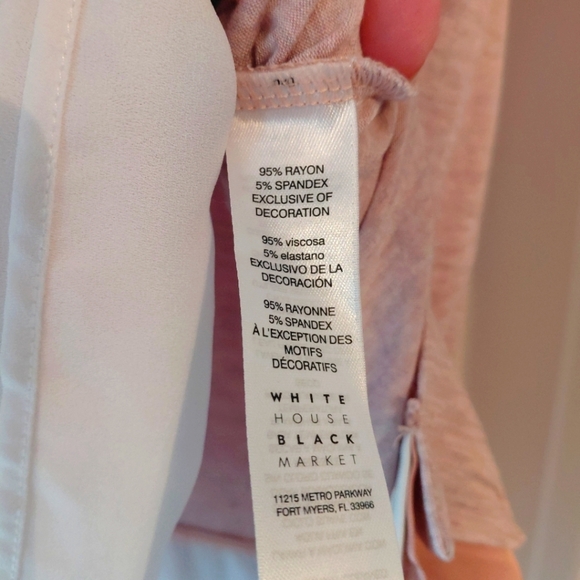 95% RAYON
5% SPANDEX
EXCLUSIVE OF
DECORATION
95% viscosa
5% elastano
EXCLUSIVO DE LA
DECORACIÓN
95% RAYONNE
5% SPANDEX
À L'EXCEPTION DES
MOTIFS
DÉCORATIFS
WHITE
HOUSE
BLACK
MARKET
11215 METRO PARKWAY
FORT MYERS, FL 33966